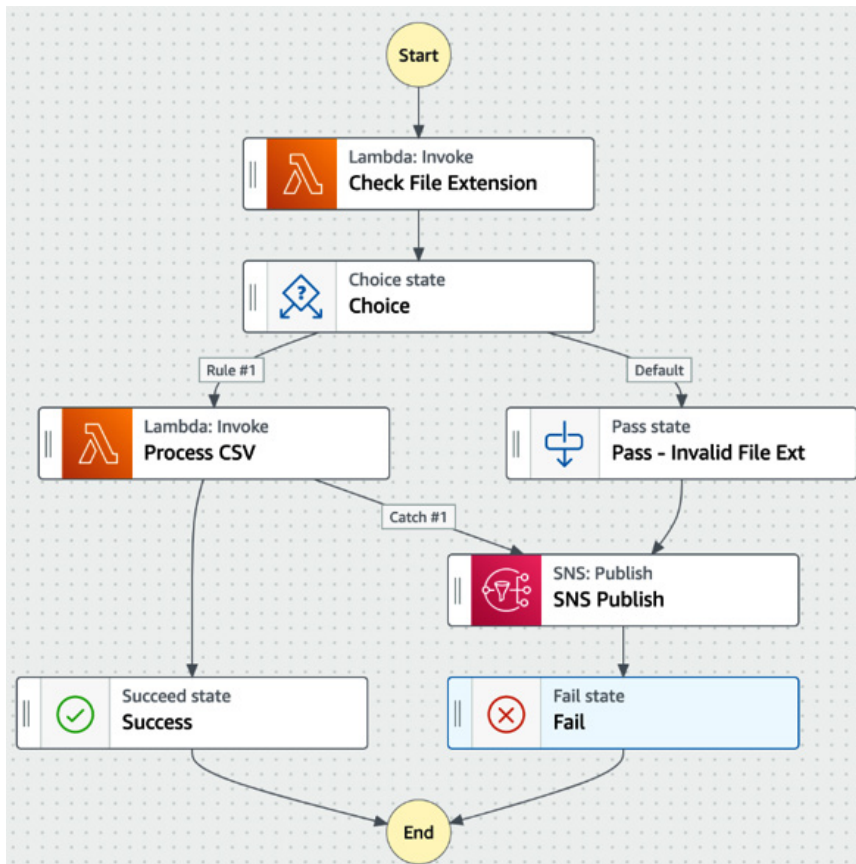 Start
Lambda: Invoke
Check File Extension
Choice state
Choice
Rule #1
Default
Lambda: Invoke
Process CSV
Pass state
Pass - Invalid File Ext
Catch #1
SNS: Publish
SNS Publish
Succeed state
Success
Fail state
Fail
End